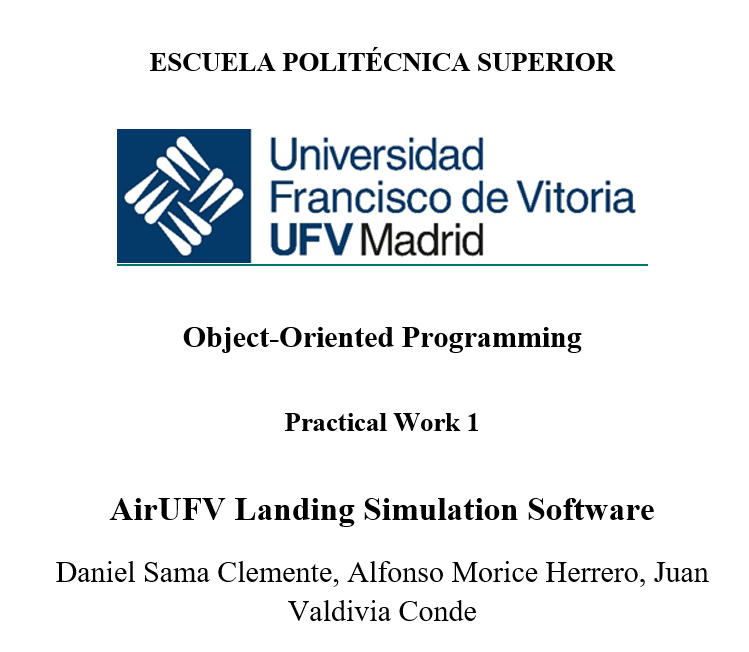 ESCUELA POLITÉCNICA SUPERIOR
Universidad
Francisco de Vitoria
UFV Madrid
Object-Oriented Programming
Practical Work 1
AirUFV Landing Simulation Software
Daniel Sama Clemente, Alfonso Morice Herrero, Juan
Valdivia Conde